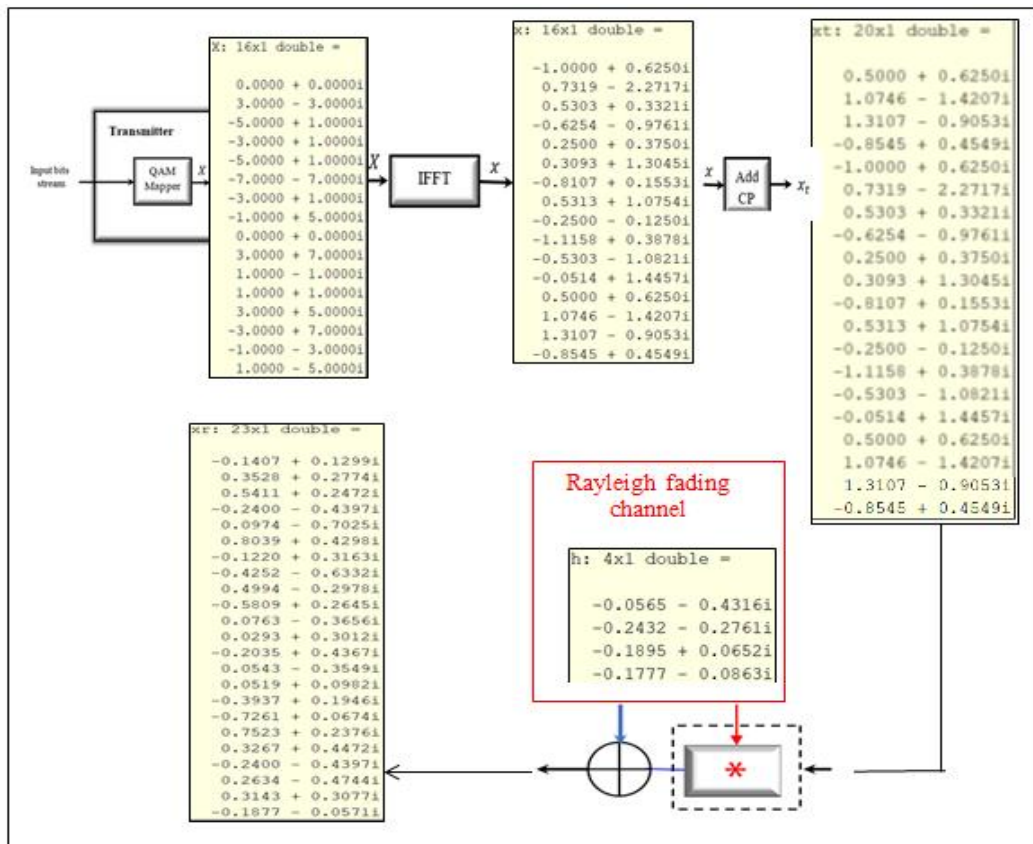 X: 16x1 double =
0.0000 + 0.0000i
3.0000 - 3.0000i
-5.0000 + 1.0000i
-3.0000 + 1.0000i
-5.0000 + 1.0000i
-7.0000 - 7.0000i
-3.0000 + 1.0000i
-1.0000 + 5.0000i
0.0000 + 0.0000i
3.0000 + 7.0000i
1.0000 - 1.0000i
1.0000 + 1.0000i
3.0000 + 5.0000i
-3.0000 + 7.0000i
-1.0000 - 3.0000i
1.0000 - 5.0000i
Transmitter
Input bits
stream
QAM
Mapper
X
X
IFFT
x
x: 16x1 double =
-1.0000 + 0.6250i
0.7319 - 2.2717i
0.5303 + 0.3321i
-0.6254 - 0.9761i
0.2500 + 0.3750i
0.3093 + 1.3045i
-0.8107 + 0.1553i
0.5313 + 1.0754i
-0.2500 - 0.1250i
-1.1158 + 0.3878i
-0.5303 - 1.0821i
-0.0514 + 1.4457i
0.5000 + 0.6250i
1.0746 - 1.4207i
1.3107 - 0.9053i
-0.8545 + 0.4549i
x
Add
CP
xt
xt: 20x1 double =
0.5000 + 0.6250i
1.0746 - 1.4207i
1.3107 - 0.9053i
-0.8545 + 0.4549i
-1.0000 + 0.6250i
0.7319 - 2.2717i
0.5303 + 0.3321i
-0.6254 - 0.9761i
0.2500 + 0.3750i
0.3093 + 1.3045i
-0.8107 + 0.1553i
0.5313 + 1.0754i
-0.2500 - 0.1250i
-1.1158 + 0.3878i
-0.5303 - 1.0821i
-0.0514 + 1.4457i
0.5000 + 0.6250i
1.0746 - 1.4207i
1.3107 - 0.9053i
-0.8545 + 0.4549i
xr: 23x1 double =
-0.1407 + 0.1299i
0.3528 + 0.2774i
0.5411 + 0.2472i
-0.2400 - 0.4397i
0.0974 - 0.7025i
0.8039 + 0.4298i
-0.1220 + 0.3163i
-0.4252 - 0.6332i
0.4994 - 0.2978i
-0.5809 + 0.2645i
0.0763 - 0.3656i
0.0293 + 0.3012i
-0.2035 + 0.4367i
0.0543 - 0.3549i
0.0519 + 0.0982i
-0.3937 + 0.1946i
-0.7261 + 0.0674i
0.7523 + 0.2376i
0.3267 + 0.4472i
-0.2400 - 0.4397i
0.2634 - 0.4744i
0.3143 + 0.3077i
-0.1877 - 0.0571i
Rayleigh fading
channel
h: 4x1 double =
-0.0565 - 0.4316i
-0.2432 - 0.2761i
-0.1895 + 0.0652i
-0.1777 - 0.0863i
*